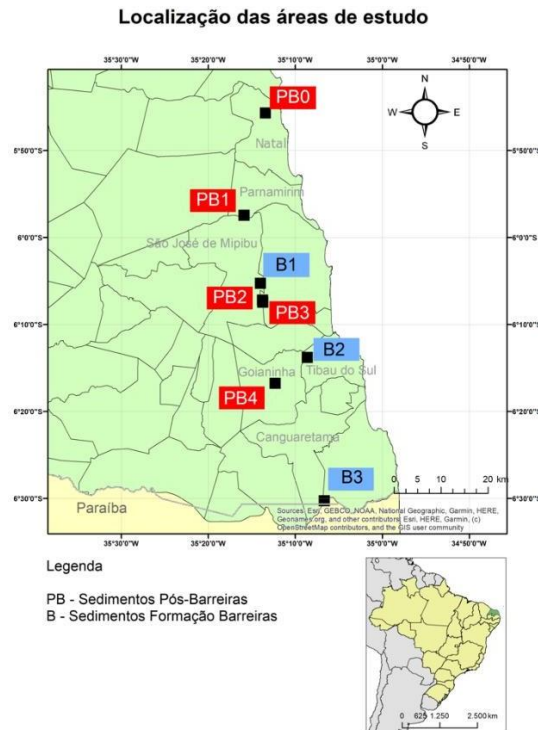 Localização das áreas de estudo
35°30'0"W 35°20'0"W 35°10'0"W 35°0'0"W 34°50'0"W
PB0
N
W E
S
Natal
5°50'0"S 5°50'0"S
Parnamirim
PB1
6°0'0"S 6°0'0"S
São José de Mipibu
B1
PB2
PB3
6°10'0"S 6°10'0"S
B2
Goianinha
Tibau do Sul
PB4
6°20'0"S 6°20'0"S
Canguaretama
B3
0 5 10 20 km
6°30'0"S 6°30'0"S
Paraíba
Sources: Esri, GEBCO, NOAA, National Geographic, Garmin, HERE,
Geonames.org, and other contributors, Esri, HERE, Garmin, (c)
OpenStreetMap contributors, and the GIS user community
35°30'0"W 35°20'0"W 35°10'0"W 35°0'0"W 34°50'0"W
Legenda
PB - Sedimentos Pós-Barreiras
B - Sedimentos Formação Barreiras
0 625 1.250 2.500 km